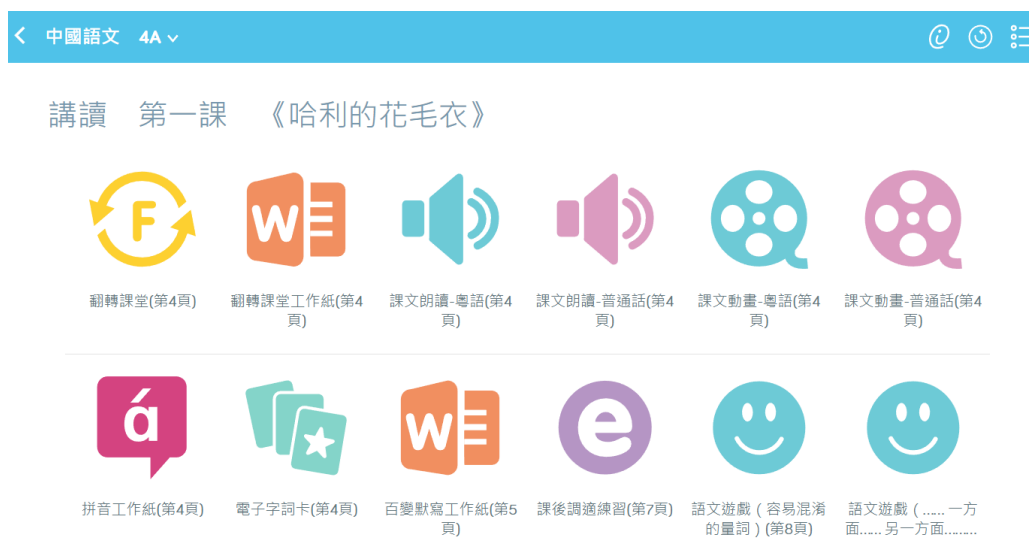 中國語文 4A
講讀 第一課 《哈利的花毛衣》
F
W
W
á
e
翻轉課堂(第4頁)
翻轉課堂工作紙(第4
頁)
課文朗讀-粵語(第4
頁)
課文朗讀-普通話(第4
頁)
課文動畫-粵語(第4
頁)
課文動畫-普通話(第4
頁)
拼音工作紙(第4頁)
電子字詞卡(第4頁)
百變默寫工作紙(第5
頁)
課後調適練習(第7頁)
語文遊戲(容易混淆
的量詞)(第8頁)
語文遊戲(……一方
面……另一方面………